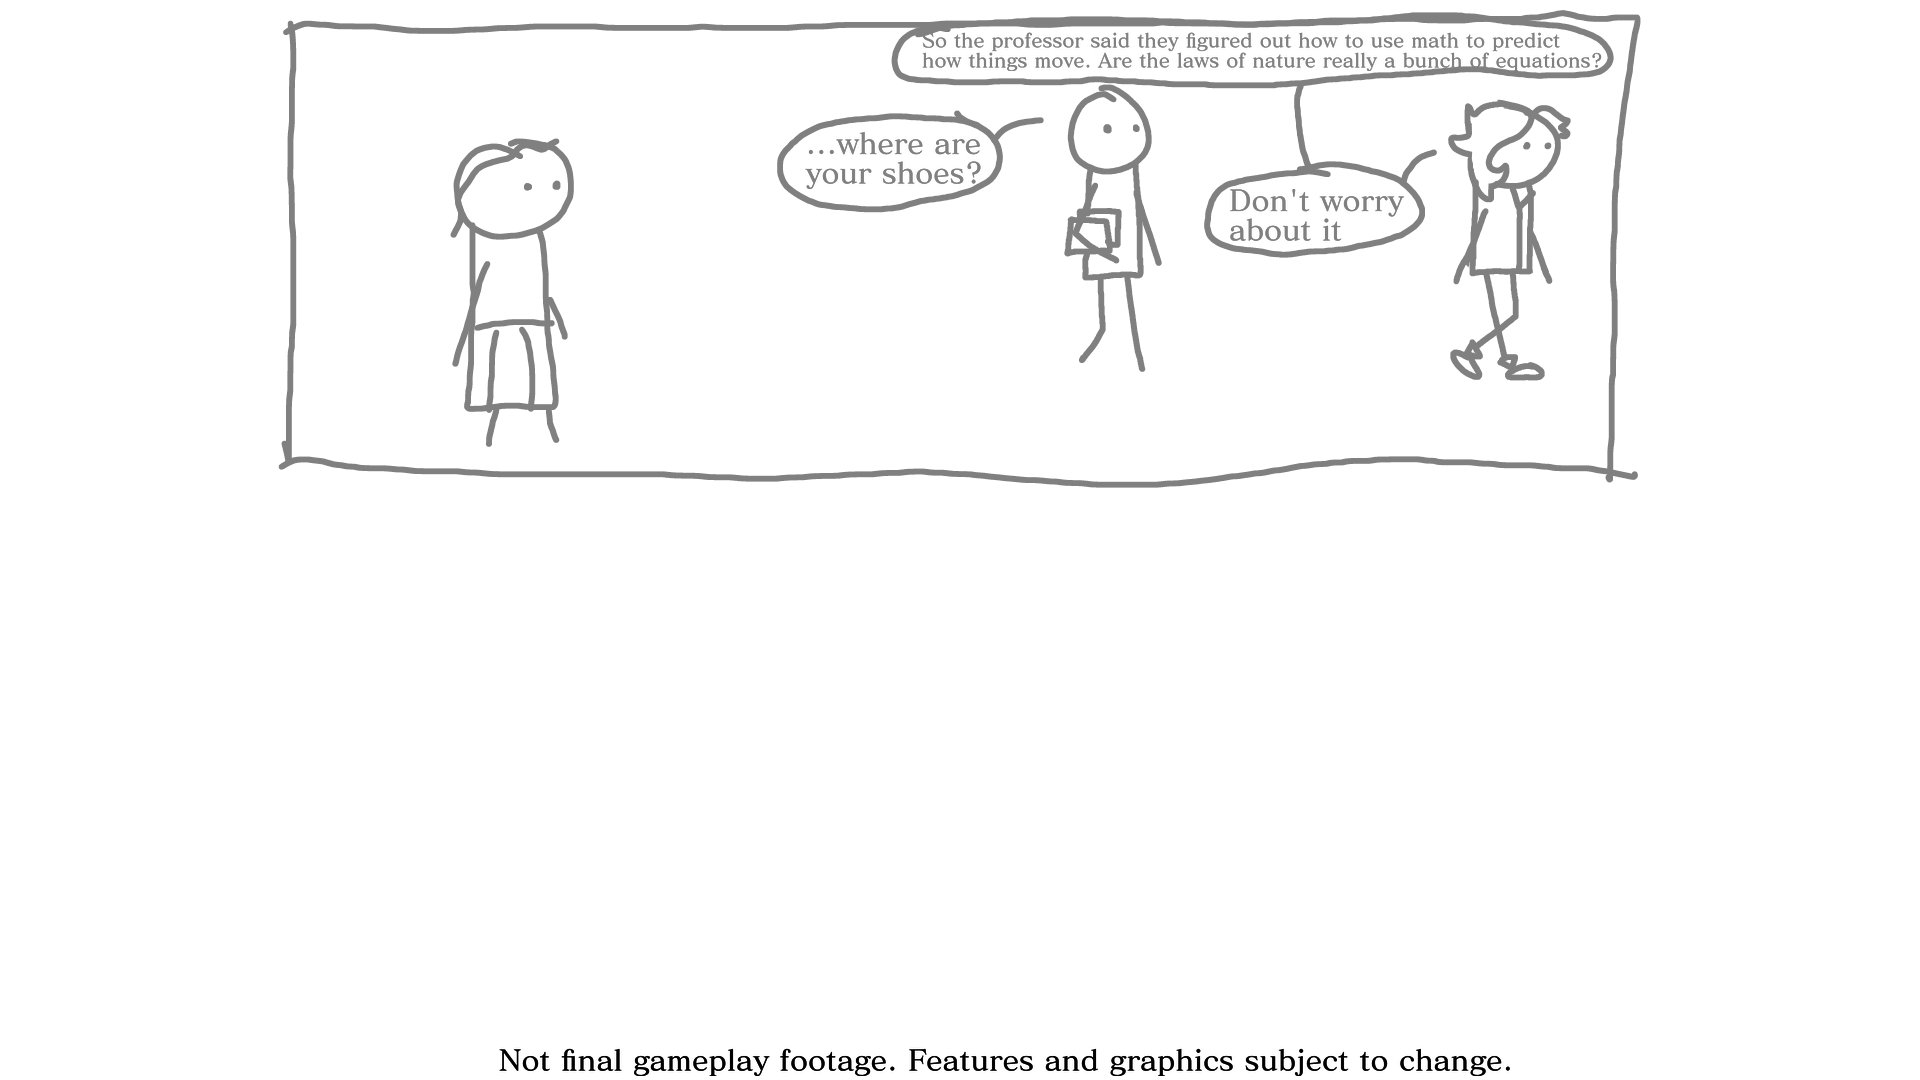 So the professor said they figured out how to use math to predict
how things move. Are the laws of nature really a bunch of equations?
...where are
your shoes?
Don't worry
about it
Not final gameplay footage. Features and graphics subject to change.